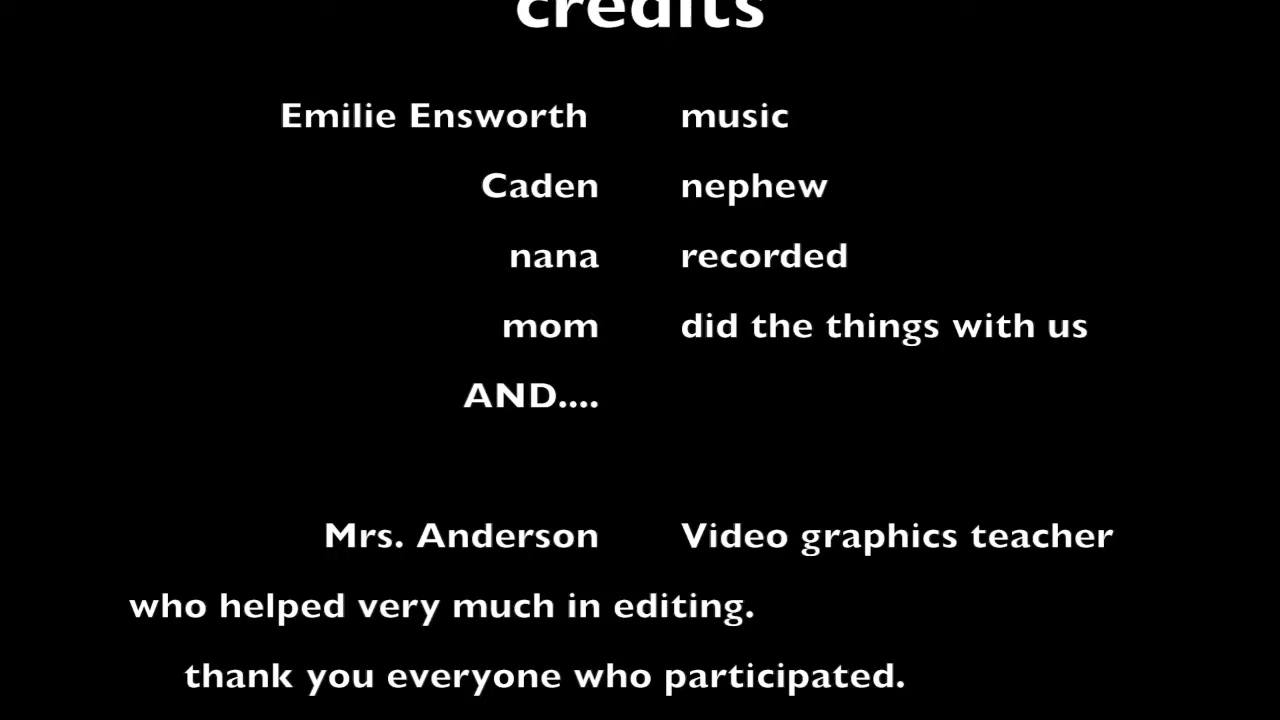 credits
Emilie Ensworth music
Caden nephew
nana recorded
mom did the things with us
AND....
Mrs. Anderson Video graphics teacher
who helped very much in editing.
thank you everyone who participated.